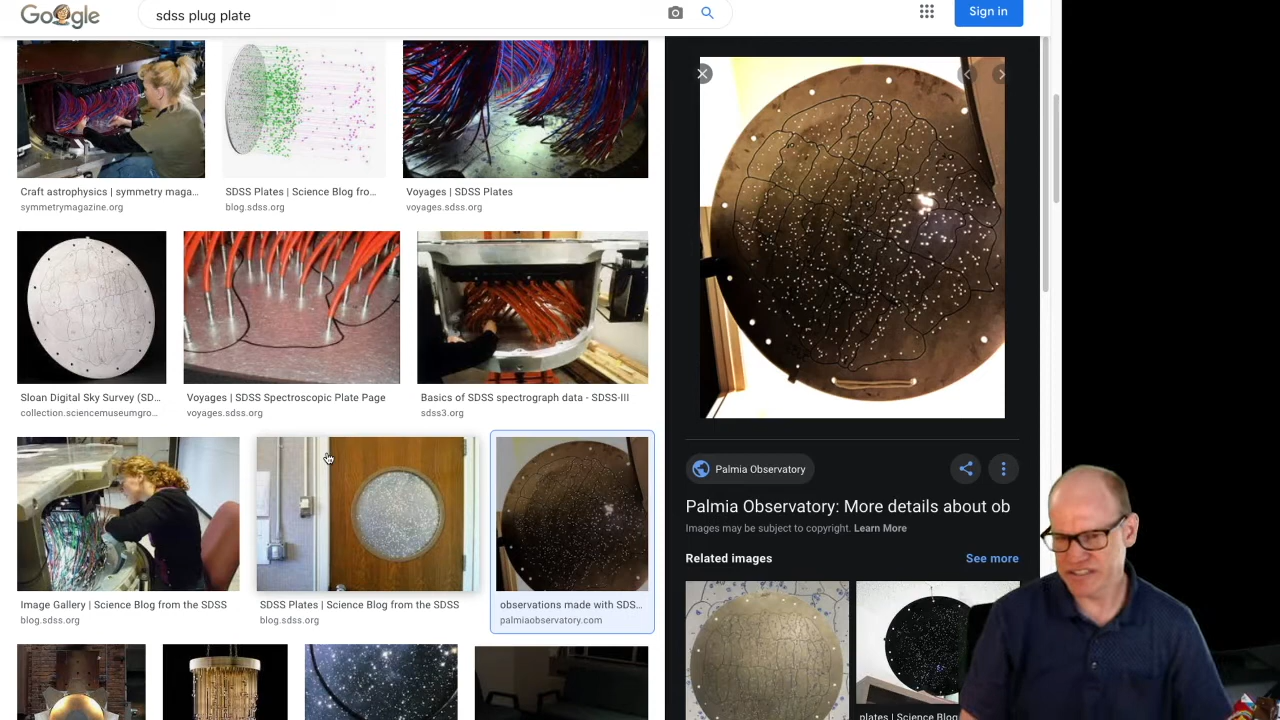 Google
sdss plug plate
Sign in
Craft astrophysics | symmetry maga...
symmetrymagazine.org
SDSS Plates | Science Blog fro...
blog.sdss.org
Voyages | SDSS Plates
voyages.sdss.org
Sloan Digital Sky Survey (SD...
collection.sciencemuseumgro...
Voyages | SDSS Spectroscopic Plate Page
voyages.sdss.org
Basics of SDSS spectrograph data - SDSS-III
sdss3.org
Image Gallery | Science Blog from the SDSS
blog.sdss.org
SDSS Plates | Science Blog from the SDSS
blog.sdss.org
observations made with SDS...
palmiaobservatory.com
Palmia Observatory
Palmia Observatory: More details about ob
Images may be subject to copyright. Learn More
Related images
See more
plates | Science Blog